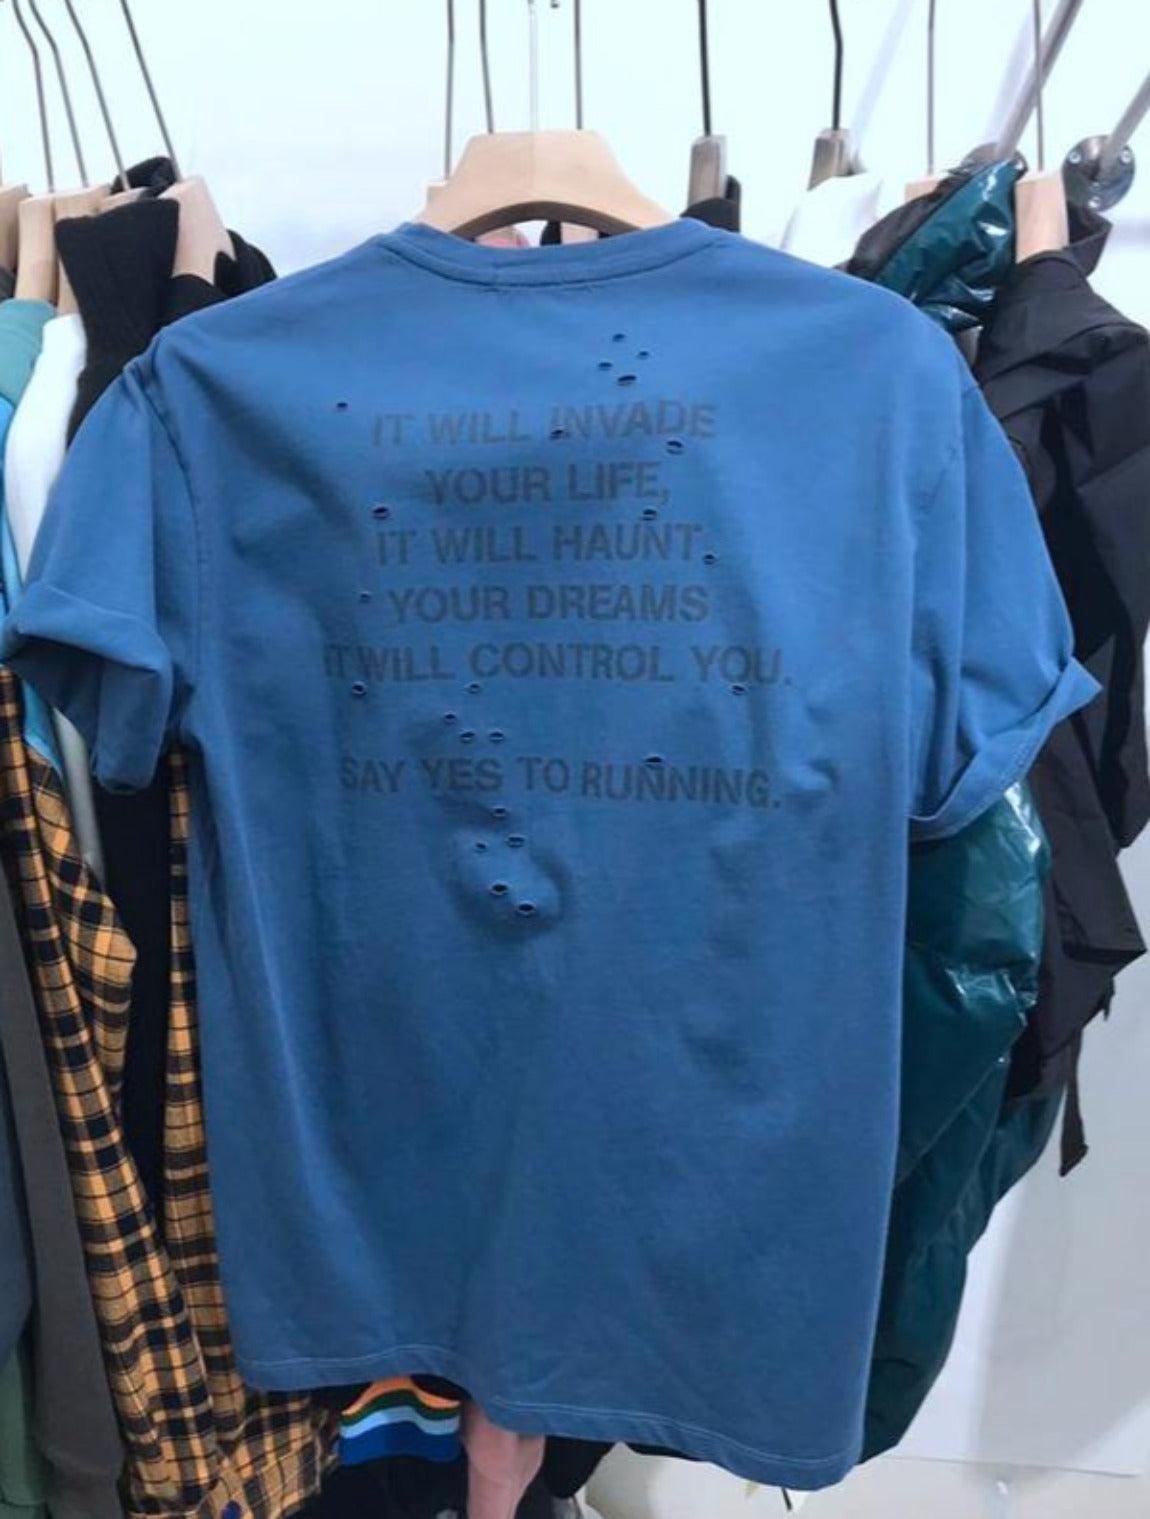 IT WILL INVADE
YOUR LIFE,
IT WILL HAUNT.
YOUR DREAMS
IT WILL CONTROL YOU.
SAY YES TO RUNNING.